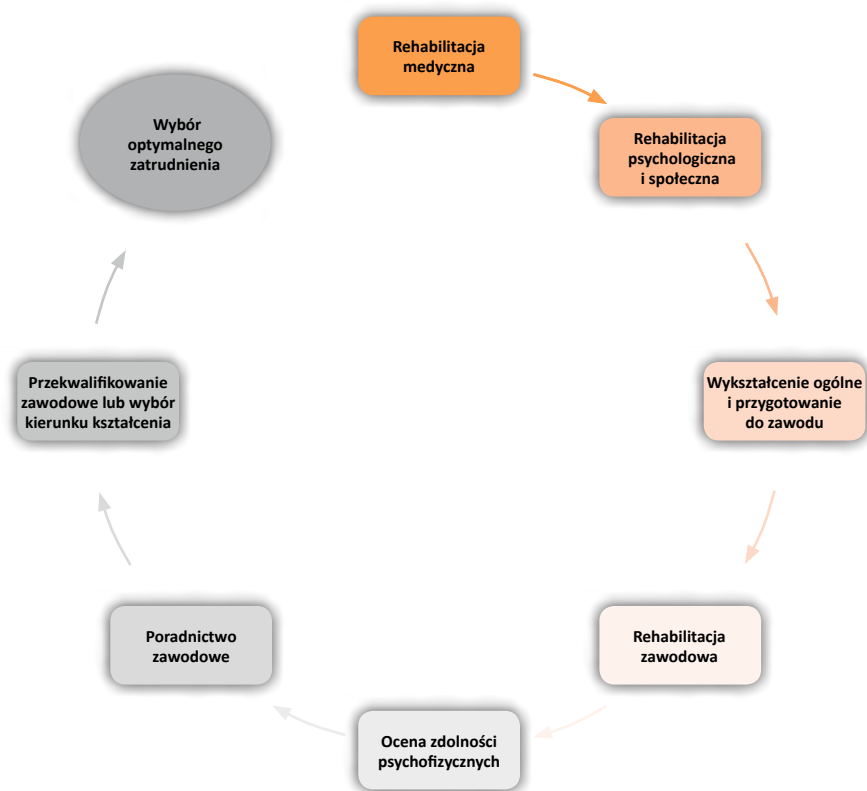 Rehabilitacja
medyczna
Rehabilitacja
psychologiczna
i społeczna
Wykształcenie ogólne
i przygotowanie
do zawodu
Rehabilitacja
zawodowa
Ocena zdolności
psychofizycznych
Poradnictwo
zawodowe
Przekwalifikowanie
zawodowe lub wybór
kierunku kształcenia
Wybór
optymalnego
zatrudnienia